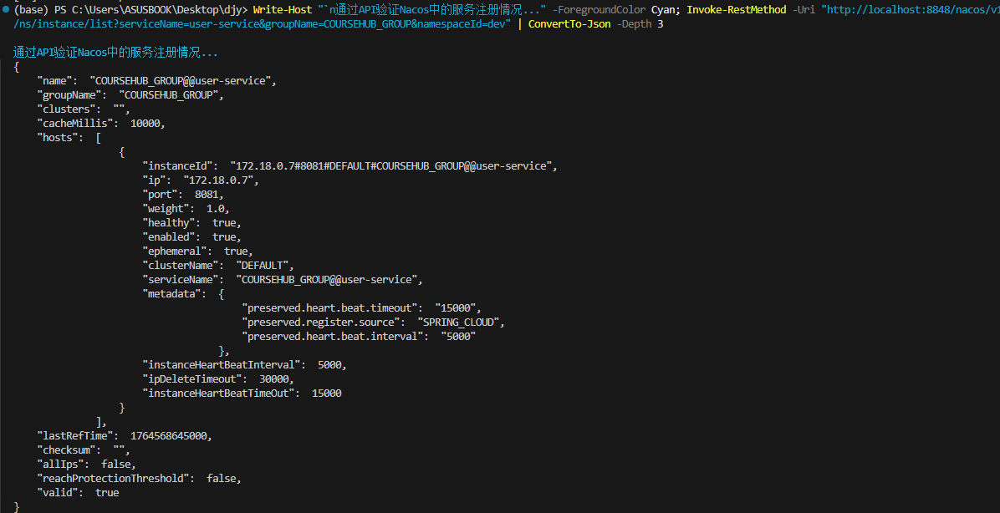 (base) PS C:\Users\ASUSBOOK\Desktop\djy> Write-Host "`n通过API验证Nacos中的服务注册情况..." -ForegroundColor Cyan; Invoke-RestMethod -Uri "http://localhost:8848/nacos/v1
/ns/instance/list?serviceName=user-service&groupName=COURSEHUB_GROUP&namespaceId=dev" | ConvertTo-Json -Depth 3
通过API验证Nacos中的服务注册情况...
{
    "name":  "COURSEHUB_GROUP@@user-service",
    "groupName":  "COURSEHUB_GROUP",
    "clusters":  "",
    "cacheMillis":  10000,
    "hosts":  [
                  {
                      "instanceId":  "172.18.0.7#8081#DEFAULT#COURSEHUB_GROUP@@user-service",
                      "ip":  "172.18.0.7",
                      "port":  8081,
                      "weight":  1.0,
                      "healthy":  true,
                      "enabled":  true,
                      "ephemeral":  true,
                      "clusterName":  "DEFAULT",
                      "serviceName":  "COURSEHUB_GROUP@@user-service",
                      "metadata":  {
                                       "preserved.heart.beat.timeout":  "15000",
                                       "preserved.register.source":  "SPRING_CLOUD",
                                       "preserved.heart.beat.interval":  "5000"
                                   },
                      "instanceHeartBeatInterval":  5000,
                      "ipDeleteTimeout":  30000,
                      "instanceHeartBeatTimeOut":  15000
                  }
              ],
    "lastRefTime":  1764568645000,
    "checksum":  "",
    "allIps":  false,
    "reachProtectionThreshold":  false,
    "valid":  true
}